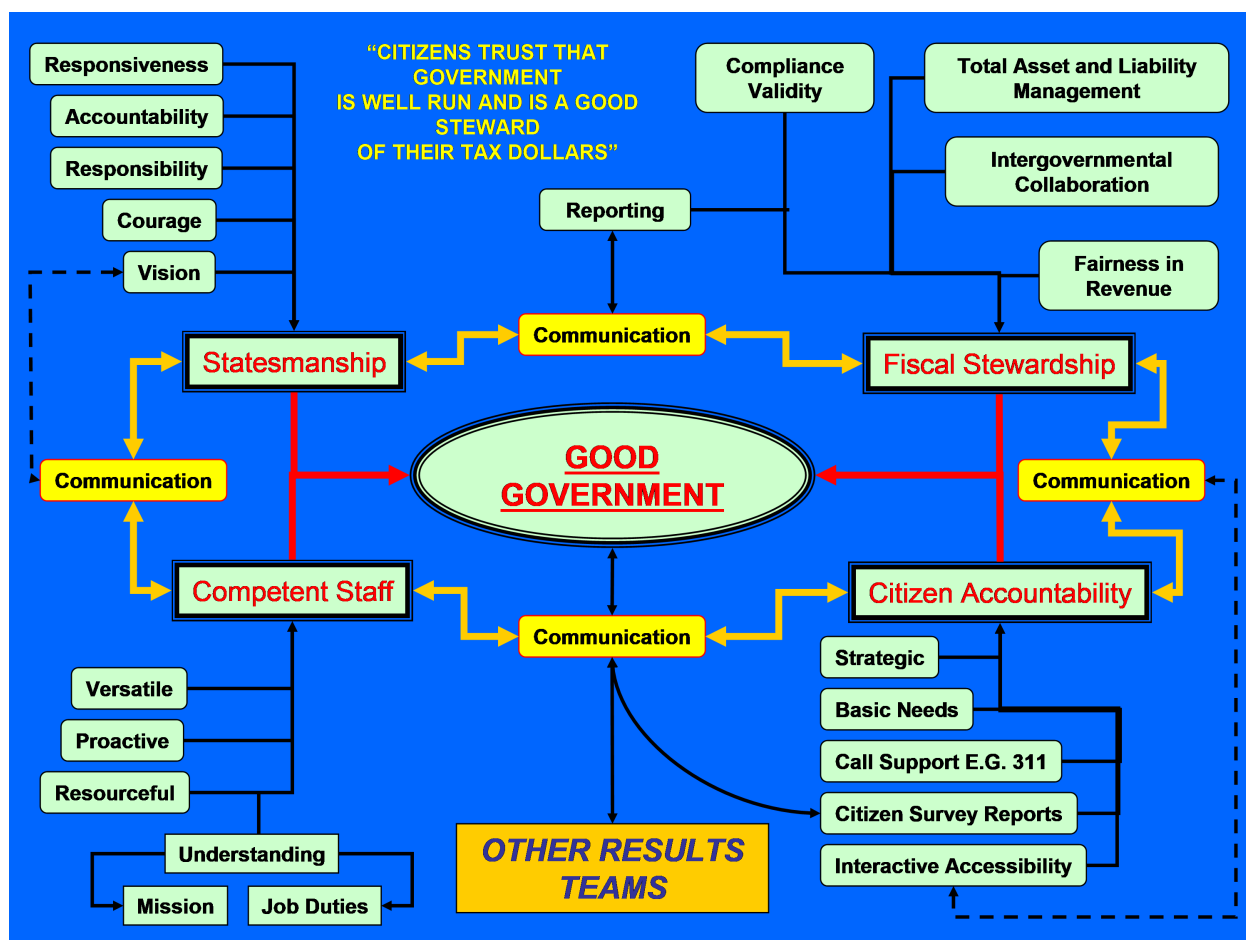 Responsiveness
Accountability
Responsibility
Courage
Vision
“CITIZENS TRUST THAT
GOVERNMENT
IS WELL RUN AND IS A GOOD
STEWARD
OF THEIR TAX DOLLARS”
Compliance
Validity
Total Asset and Liability
Management
Intergovernmental
Collaboration
Reporting
Fairness in
Revenue
Communication
Statesmanship
Fiscal Stewardship
GOOD
GOVERNMENT
Communication
Communication
Competent Staff
Citizen Accountability
Communication
Versatile
Proactive
Resourceful
Understanding
Mission
Job Duties
OTHER RESULTS
TEAMS
Strategic
Basic Needs
Call Support E.G. 311
Citizen Survey Reports
Interactive Accessibility